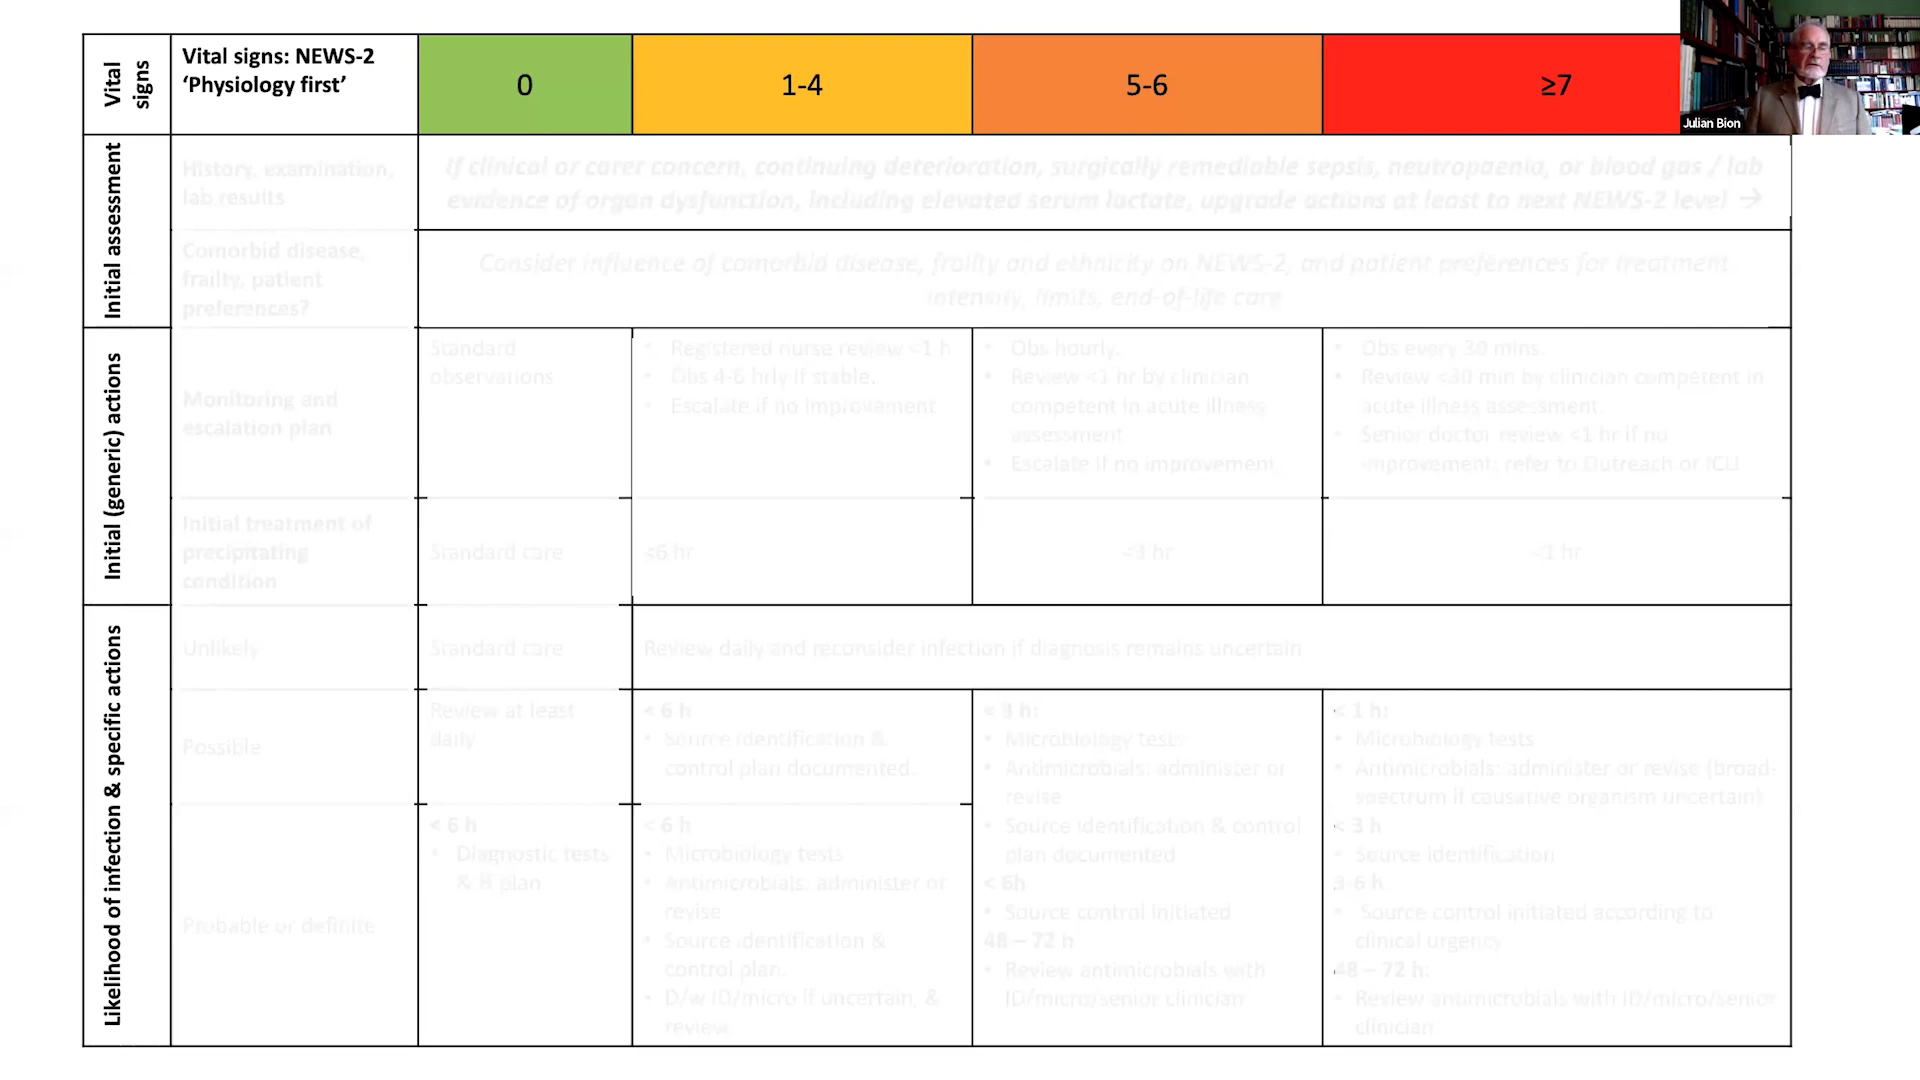 Vital signs
Vital signs: NEWS-2
‘Physiology first’
0
1-4
5-6
≥7
Julian Bion
Initial assessment
History, examination,
lab results
If clinical or carer concern, continuing deterioration, surgically remediable sepsis, neutropaenia, or blood gas / lab
evidence of organ dysfunction, including elevated serum lactate, upgrade actions at least to next NEWS-2 level →
Comorbid disease,
frailty, patient
preferences?
Consider influence of comorbid disease, frailty and ethnicity on NEWS-2, and patient preferences for treatment
intensity, limits, end-of-life care
Initial (generic) actions
Monitoring and
escalation plan
Standard
observations
• Registered nurse review <1 h
• Obs 4-6 hrly if stable.
• Escalate if no improvement
• Obs hourly.
• Review <1 hr by clinician
competent in acute illness
assessment
• Escalate if no improvement
• Obs every 30 mins.
• Review <30 min by clinician competent in
acute illness assessment.
• Senior doctor review <1 hr if no
improvement; refer to Outreach or ICU
Initial treatment of
precipitating
condition
Standard care
<6 hr
<3 hr
<1 hr
Likelihood of infection & specific actions
Unlikely
Standard care
Review daily and reconsider infection if diagnosis remains uncertain
Possible
Review at least
daily
< 6 h
• Source identification &
control plan documented.
< 3 h:
• Microbiology tests
• Antimicrobials: administer or
revise
• Source identification & control
plan documented
< 6h
• Source control initiated
48 – 72 h
• Review antimicrobials with
ID/micro/senior clinician
< 1 h:
• Microbiology tests
• Antimicrobials: administer or revise (broad-
spectrum if causative organism uncertain)
< 3 h
• Source identification
3-6 h
• Source control initiated according to
clinical urgency
48 – 72 h:
• Review antimicrobials with ID/micro/senior
clinician
Probable or definite
< 6 h
• Diagnostic tests
& plan
< 6 h
• Microbiology tests
• Antimicrobials: administer or
revise
• Source identification &
control plan.
• D/w ID/micro if uncertain, &
review